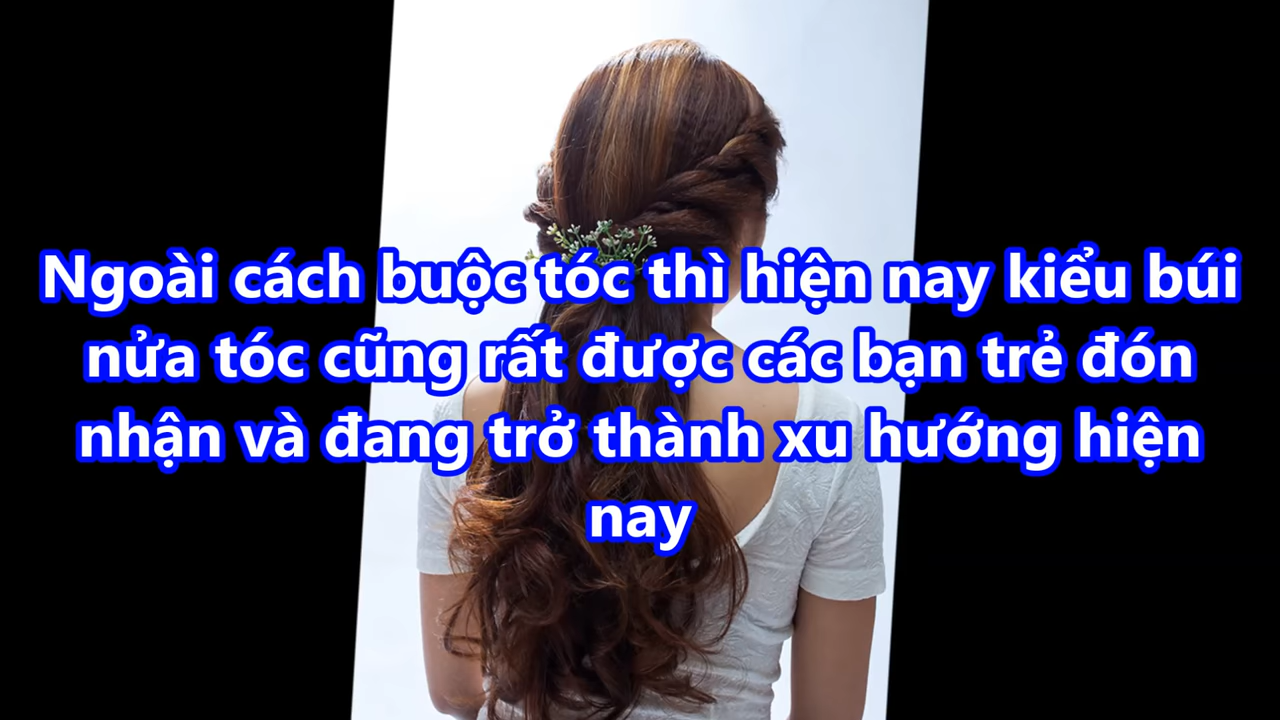 Ngoài cách buộc tóc thì hiện nay kiểu búi
nửa tóc cũng rất được các bạn trẻ đón
nhận và đang trở thành xu hướng hiện
nay